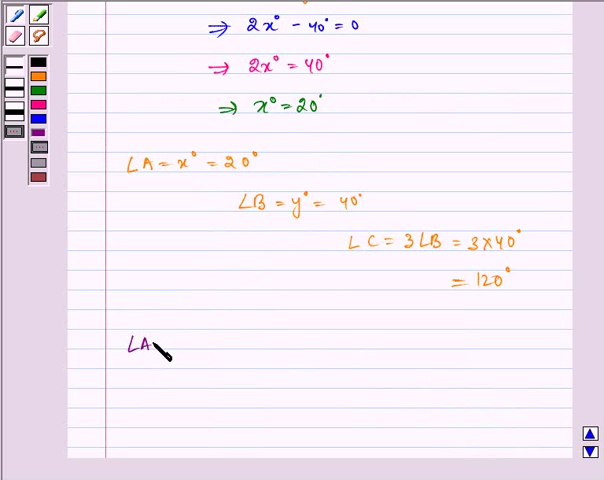 ⇒ 2x° - 40° = 0
⇒ 2x° = 40°
⇒ x° = 20°
∠A = x° = 20°
∠B = y° = 40°
∠C = 3∠B = 3×40°
= 120°
∠A